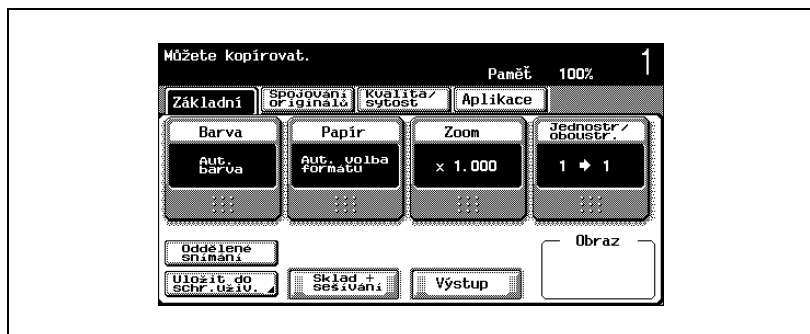 Můžete kopírovat.
Paměť 100% 1
Základní
Spojování
originálů
Kvalita/
sytost
Aplikace
Barva
Papír
Zoom
Jednostr/
oboustr.
Aut.
barva
Aut. volba
formátu
× 1.000
1 → 1
Oddělené
snímání
Obraz
Uložit do
schr.uživ.
Sklad +
sešívání
Výstup